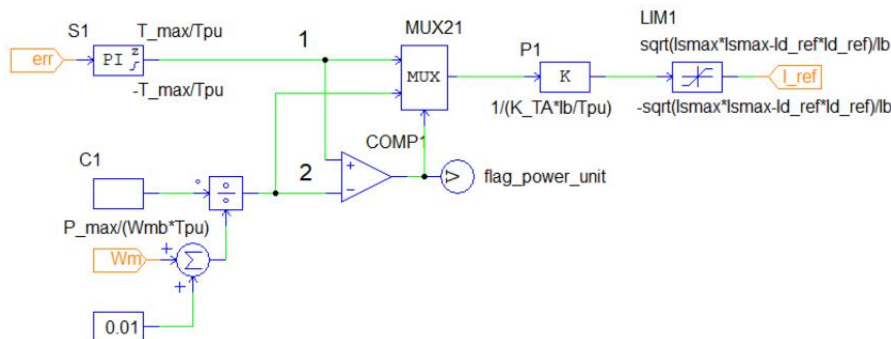 S1
T_max/Tpu
1
MUX21
P1
LIM1
sqrt(Ismax*Ismax-Id_ref*Id_ref)/Ib
err
PI
z
MUX
K
I_ref
-T_max/Tpu
1/(K_TA*Ib/Tpu)
-sqrt(Ismax*Ismax-Id_ref*Id_ref)/Ib
COMP1
C1
2
+
-
V
flag_power_unit
÷
P_max/(Wmb*Tpu)
Wm
+
Σ
+
0.01